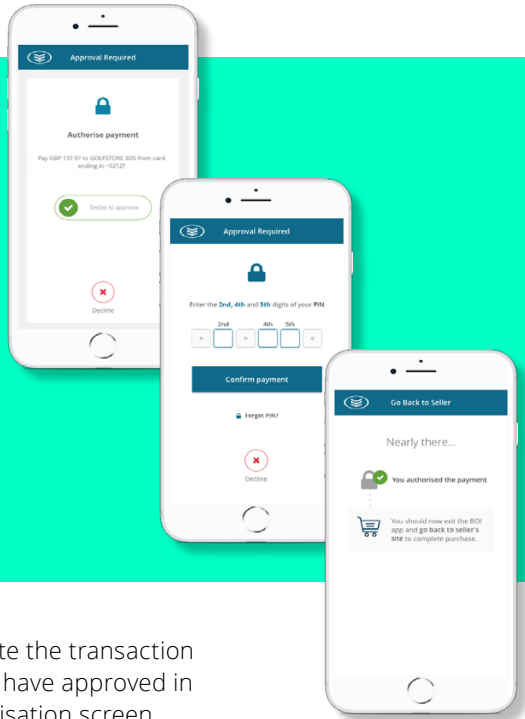 Approval Required
Authorise payment
Pay GBP 137.97 to GOLFSTORE 3DS from card
ending in ~5212?
Swipe to approve
Decline
Approval Required
Enter the 2nd, 4th and 5th digits of your PIN
2nd 4th 5th
Confirm payment
Forgot PIN?
Decline
Go Back to Seller
Nearly there...
You authorised the payment
You should now exit the BOI
app and go back to seller's
site to complete purchase.
te the transaction
have approved in
isation screen